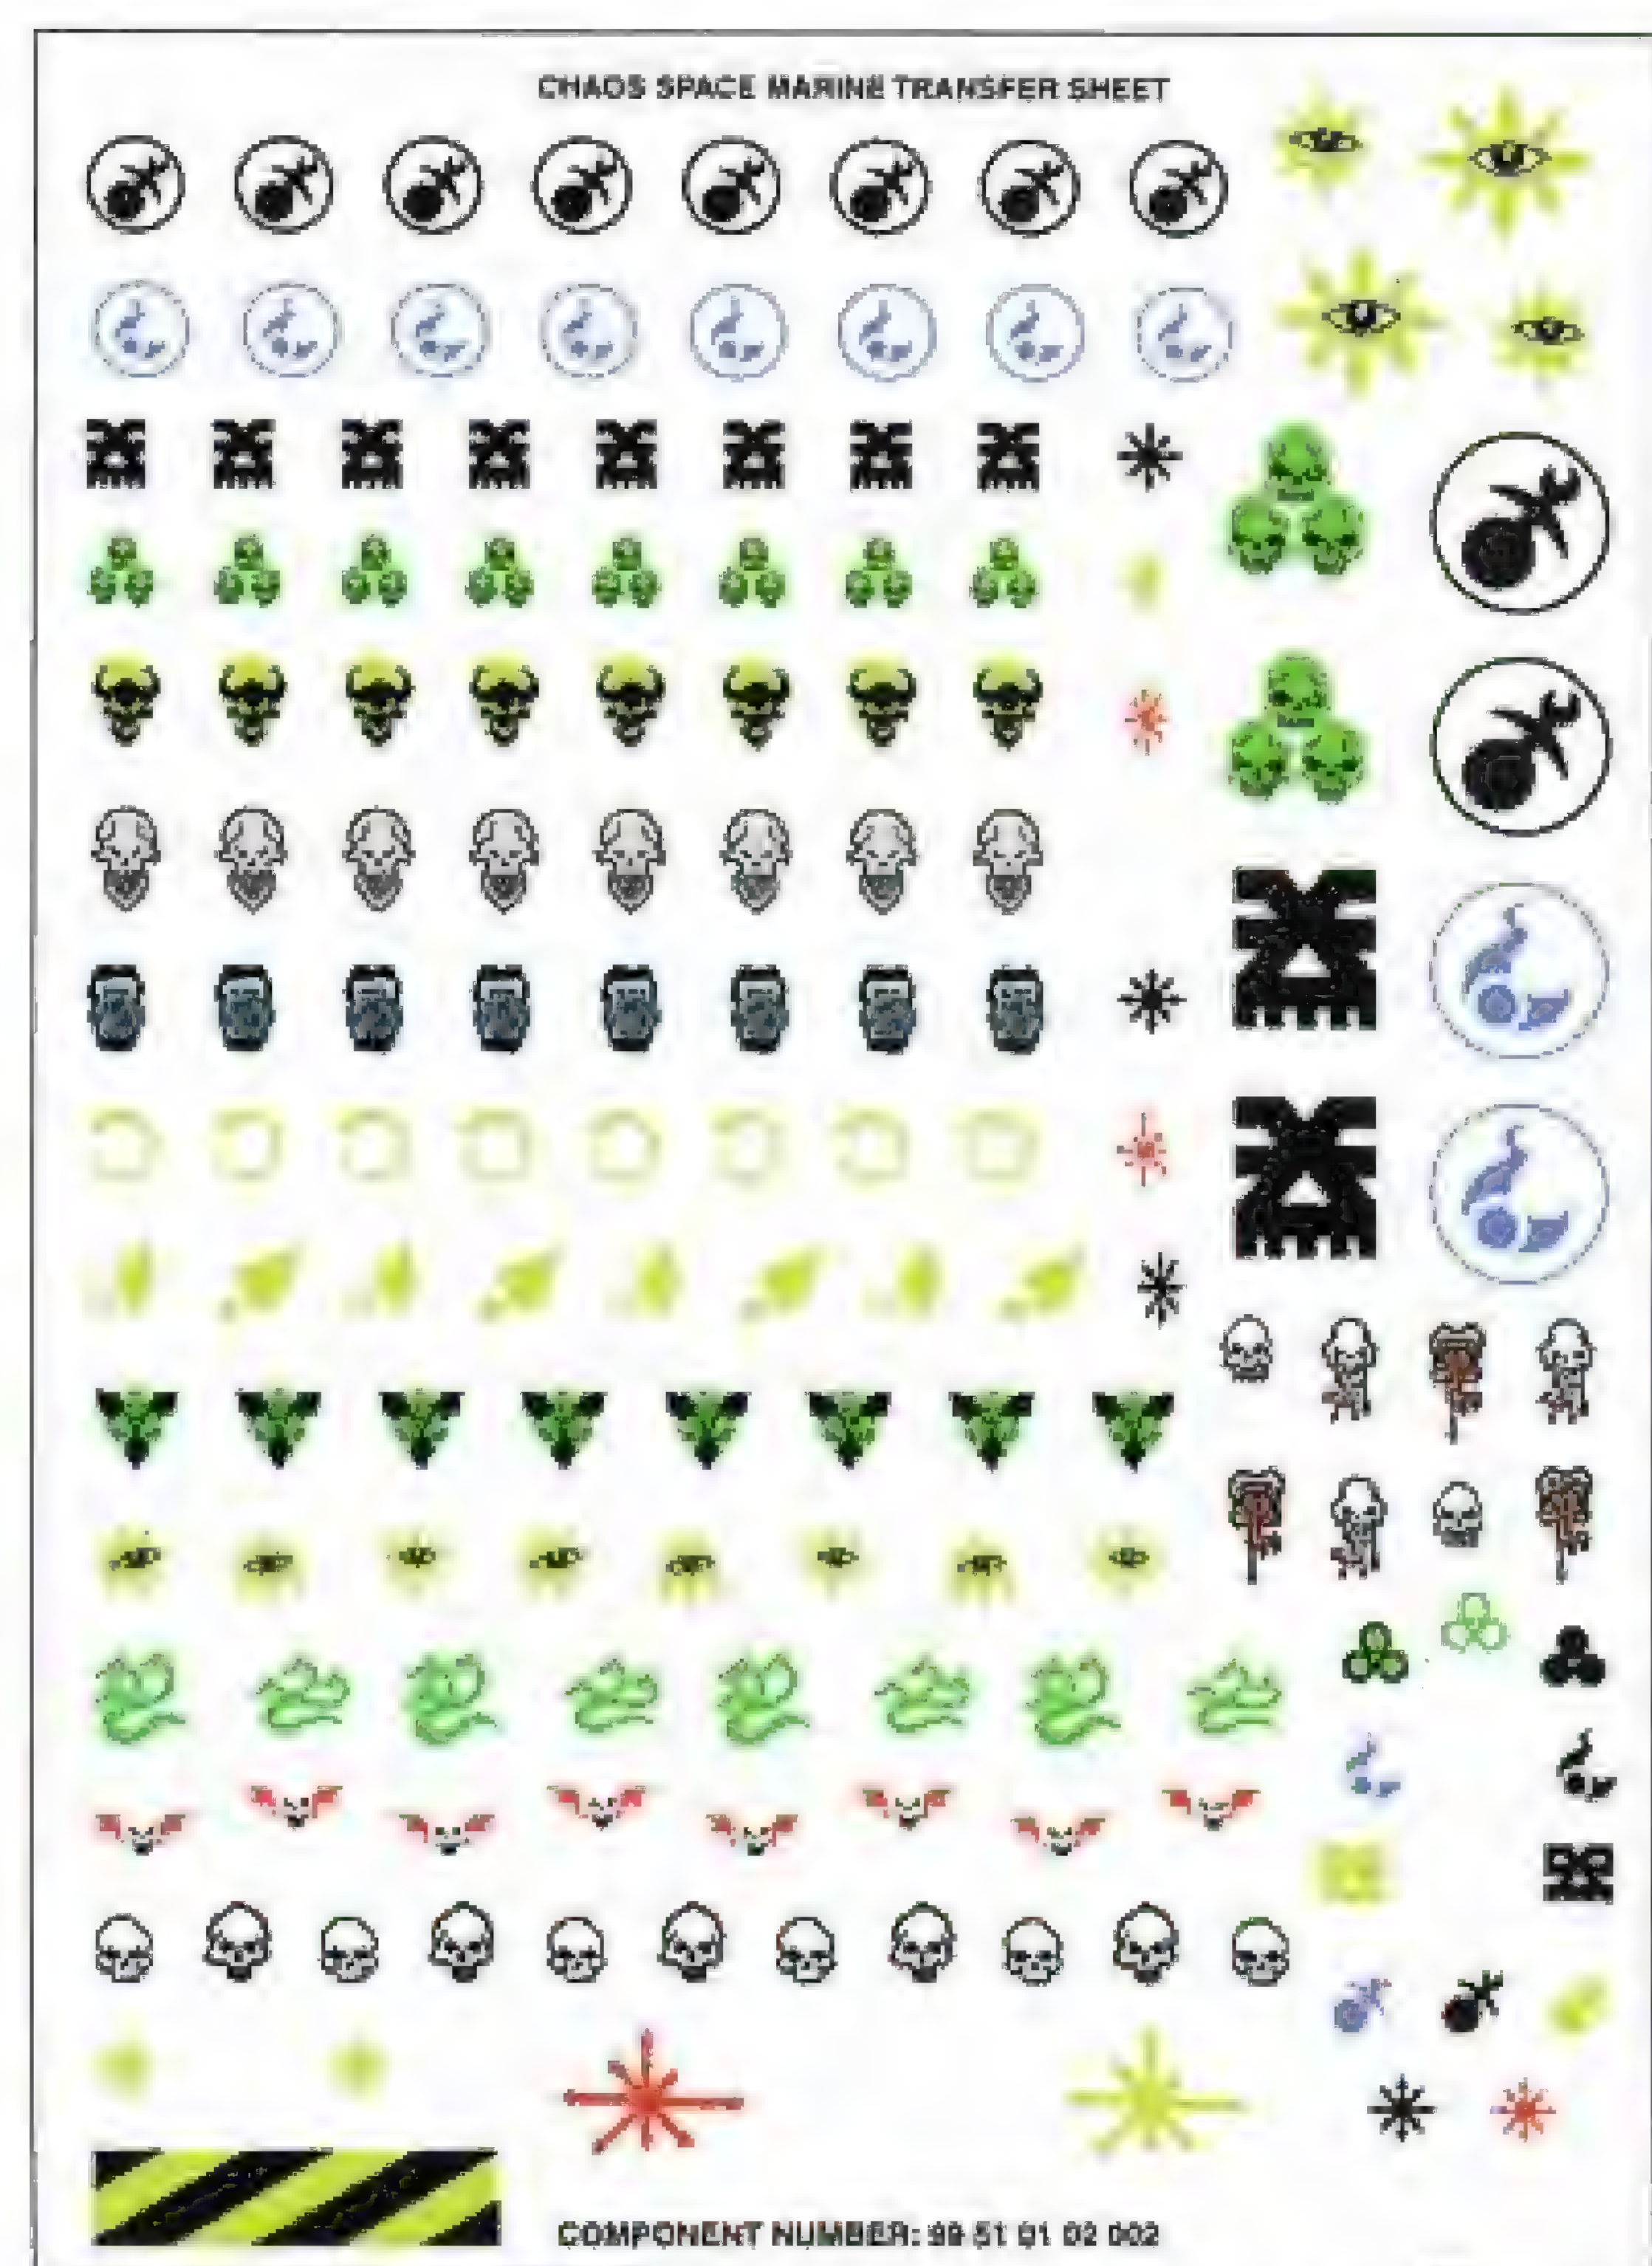 CHAOS SPACE MARINE TRANSFER SHEET
COMPONENT NUMBER: 99 51 01 02 002